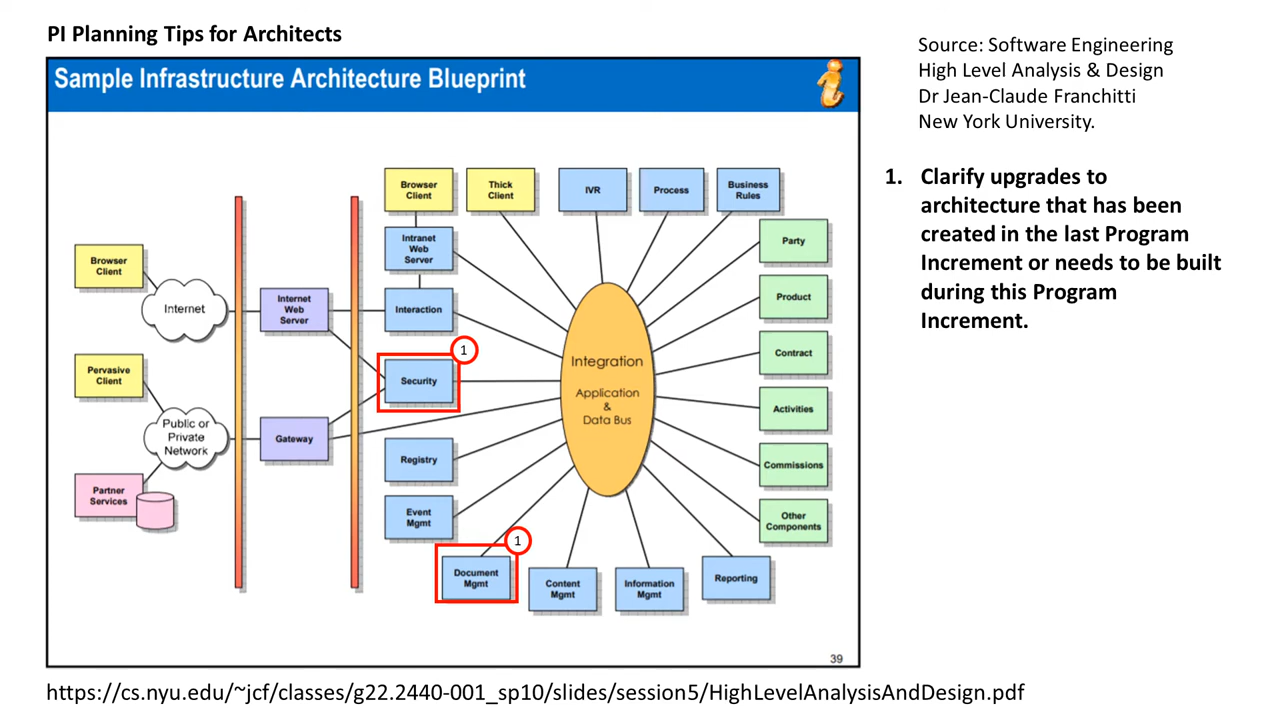 PI Planning Tips for Architects
Sample Infrastructure Architecture Blueprint
Source: Software Engineering
High Level Analysis & Design
Dr Jean-Claude Franchitti
New York University.
1. Clarify upgrades to
architecture that has been
created in the last Program
Increment or needs to be built
during this Program
Increment.
Browser
Client
Thick
Client
IVR
Process
Business
Rules
Intranet
Web
Server
Party
Browser
Client
Internet
Internet
Web
Server
Interaction
Product
1
Integration
Application
&
Data Bus
Contract
Pervasive
Client
Security
Activities
Public or
Private
Network
Gateway
Registry
Commissions
Partner
Services
Event
Mgmt
Other
Components
1
Document
Mgmt
Content
Mgmt
Information
Mgmt
Reporting
39
https://cs.nyu.edu/~jcf/classes/g22.2440-001_sp10/slides/session5/HighLevelAnalysisAndDesign.pdf